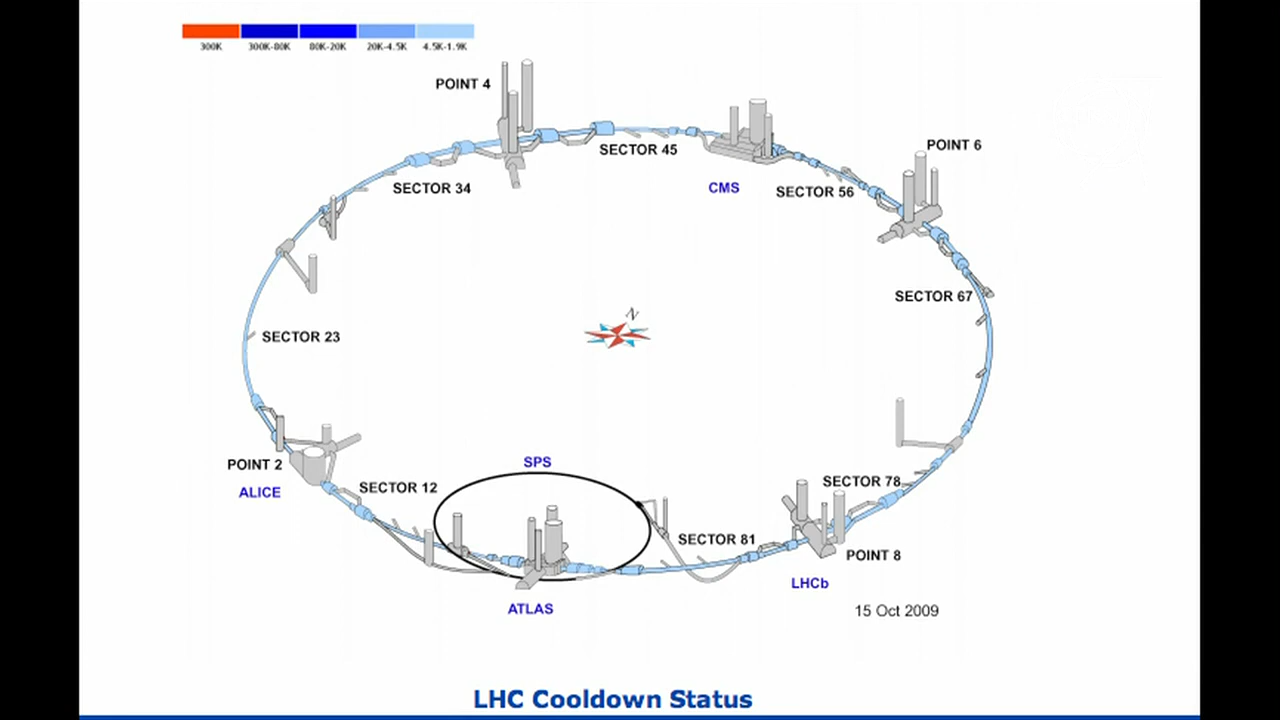 300K 300K-80K 80K-20K 20K-4.5K 4.5K-1.9K
POINT 4
POINT 6
SECTOR 45
SECTOR 34
CMS
SECTOR 56
SECTOR 67
N
SECTOR 23
SPS
POINT 2
ALICE
SECTOR 12
SECTOR 78
SECTOR 81
POINT 8
LHCb
ATLAS
15 Oct 2009
LHC Cooldown Status